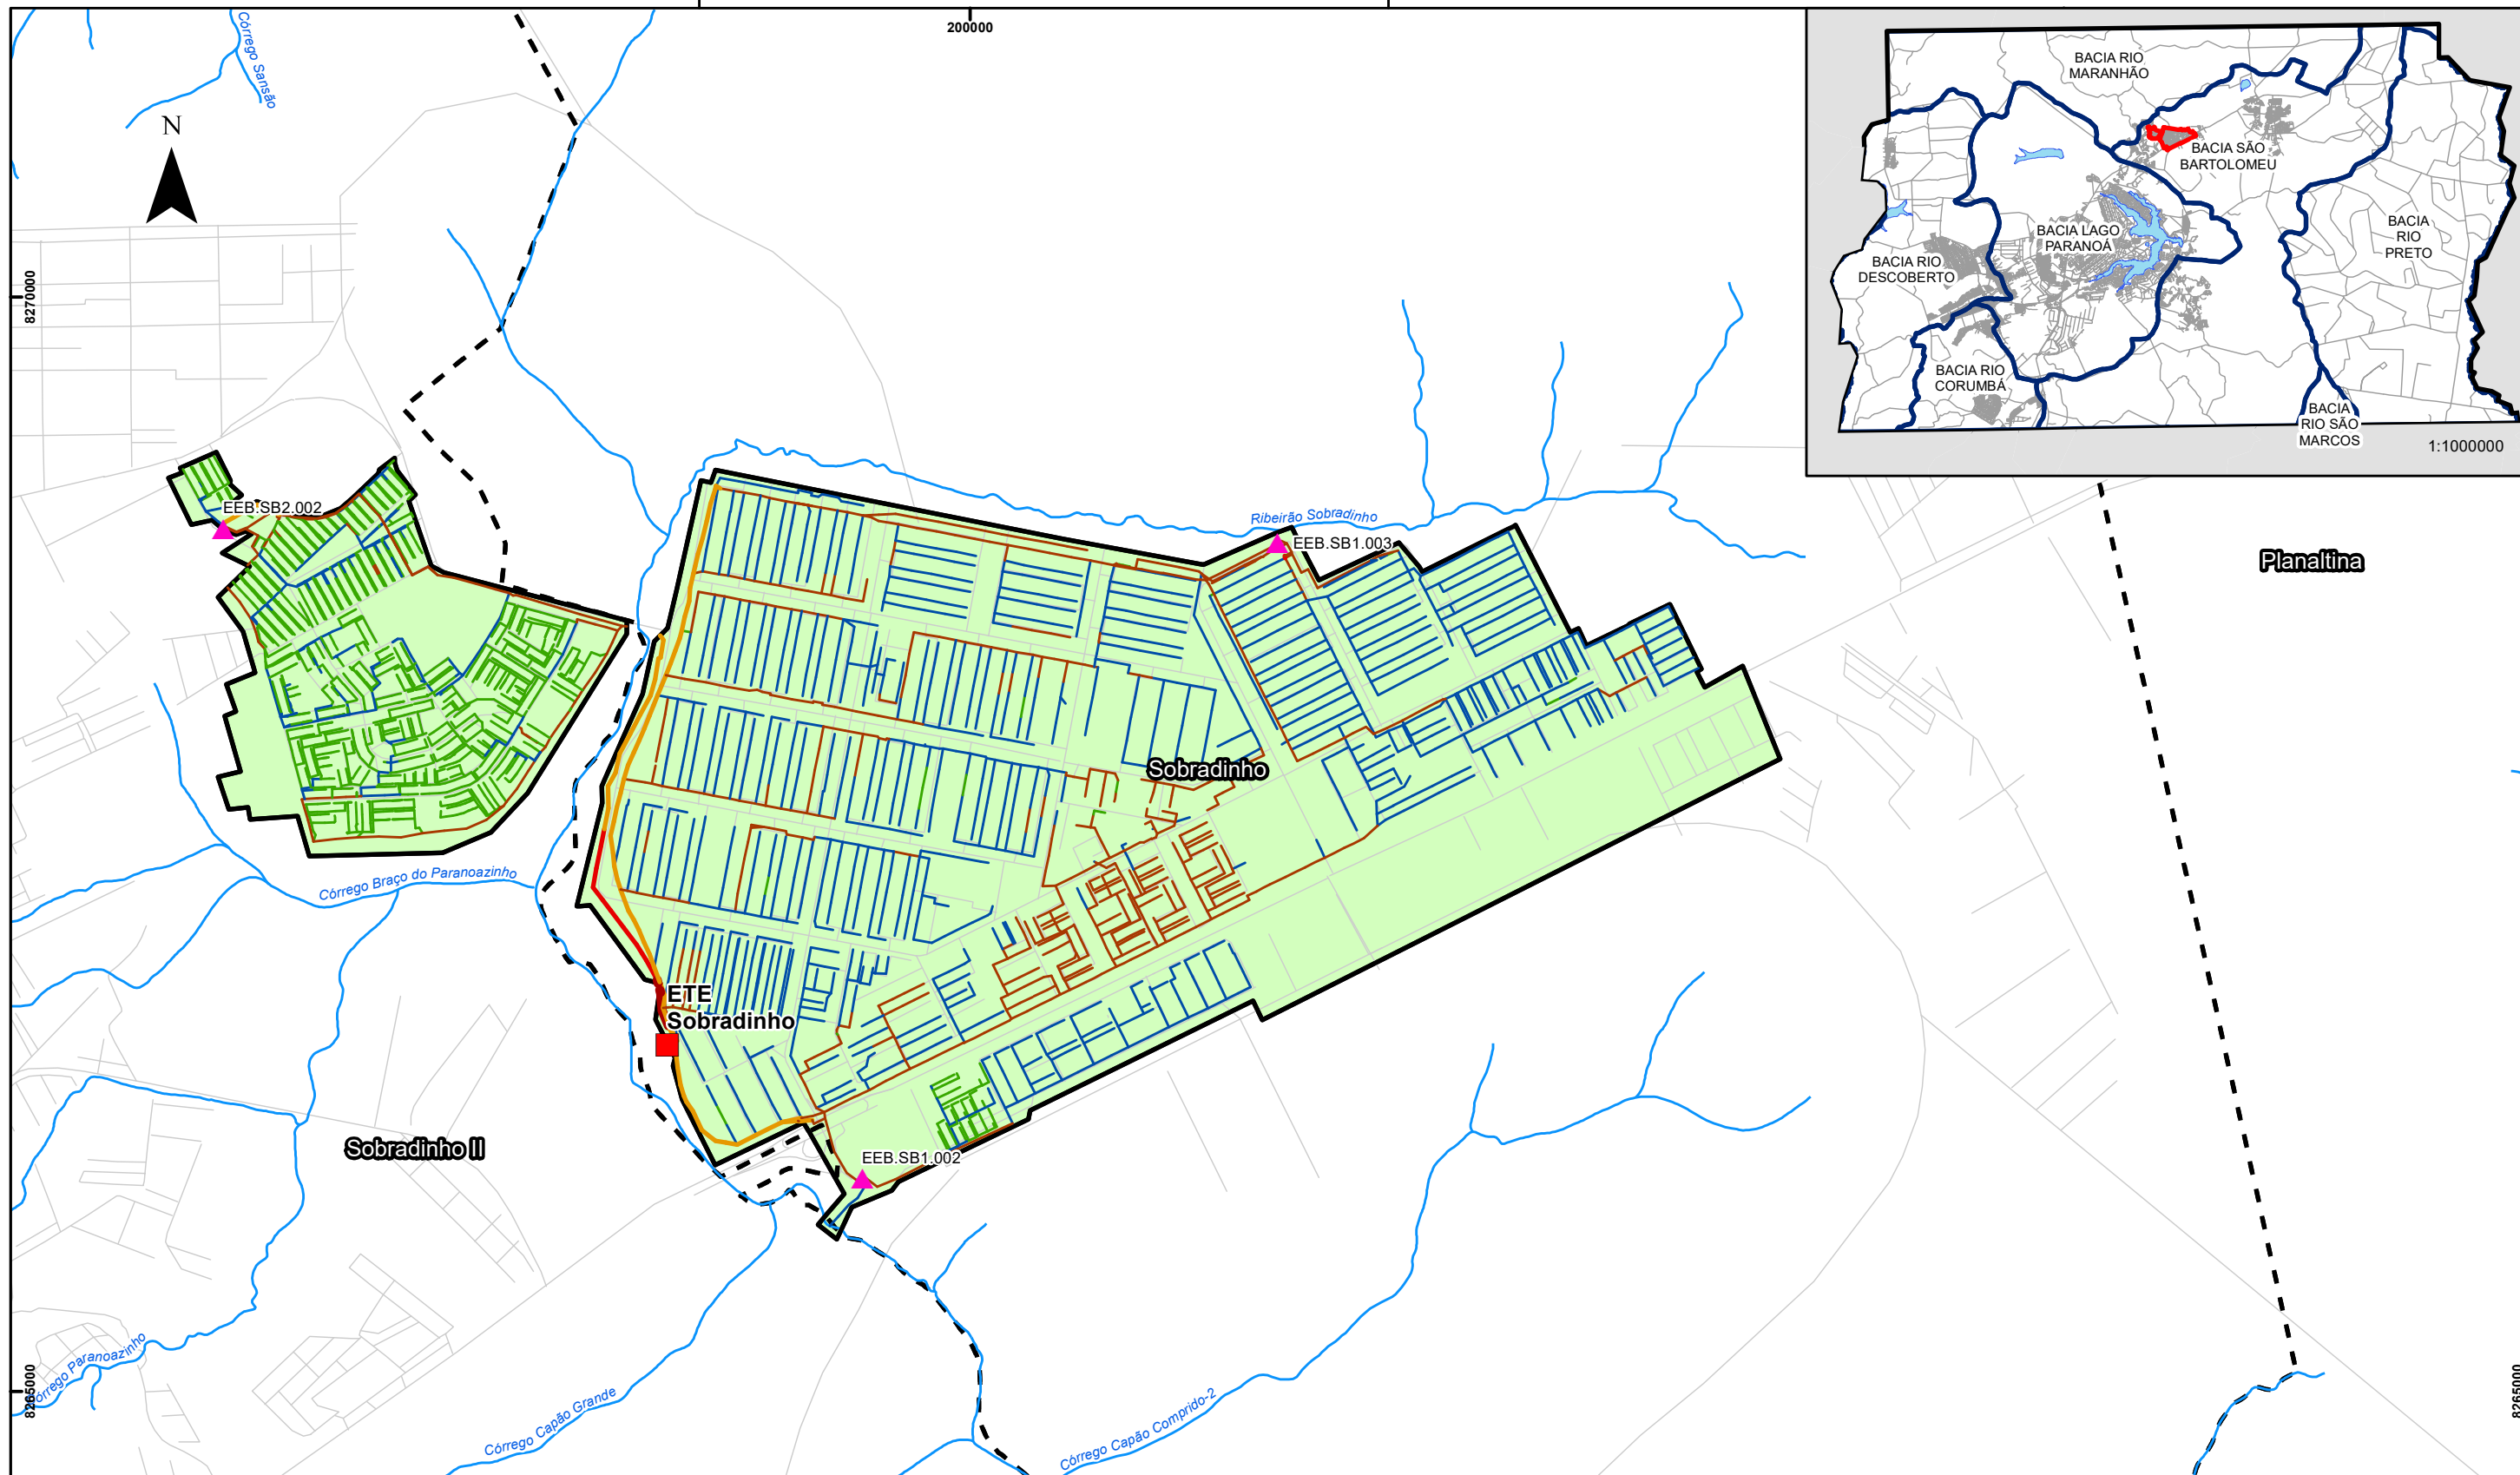 200000
Córrego Sansão
N
8270000
BACIA RIO
MARANHÃO
BACIA SÃO
BARTOLOMEU
BACIA LAGO
PARANOÁ
BACIA
RIO
PRETO
BACIA RIO
DESCOBERTO
BACIA RIO
CORUMBÁ
BACIA
RIO SÃO
MARCOS
1:1000000
EEB.SB2.002
Ribeirão Sobradinho
EEB.SB1.003
Planaltina
Sobradinho
Córrego Braço do Paranoazinho
ETE
Sobradinho
Sobradinho II
EEB.SB1.002
Córrego Paranoazinho
8265000
8265000
Córrego Capão Grande
Córrego Capão Comprido-2